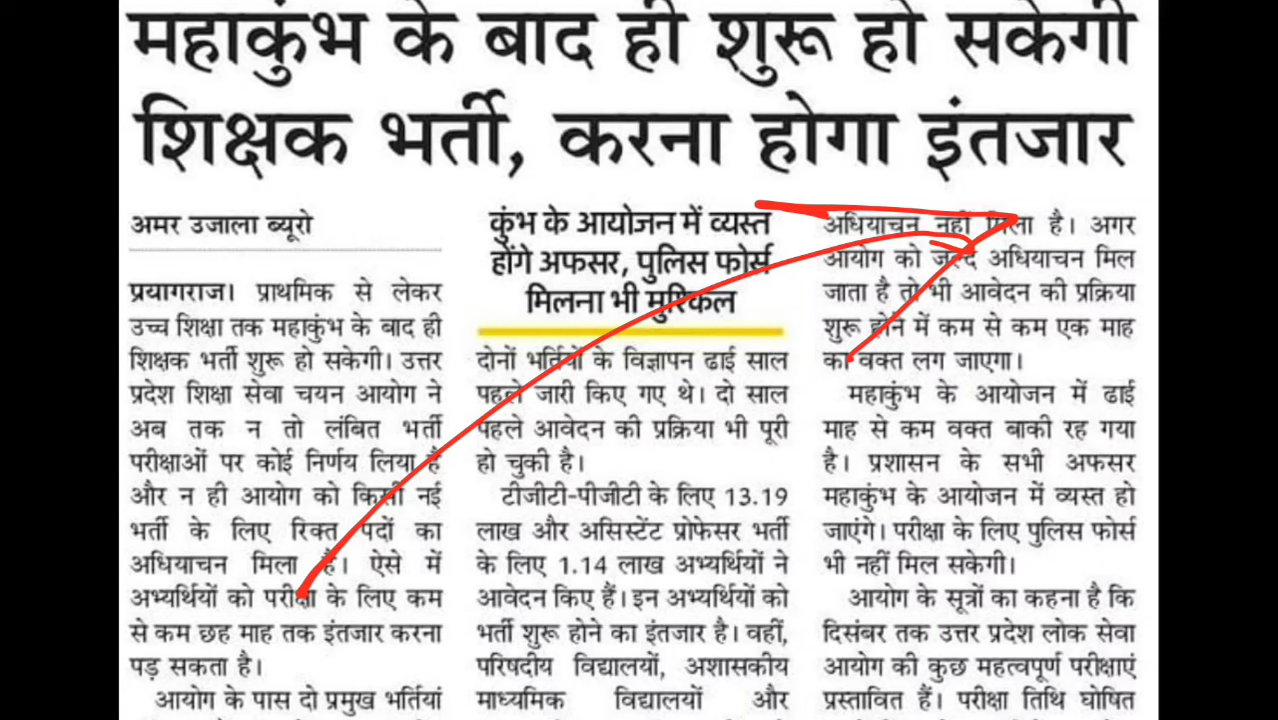 महाकुंभ के बाद ही शुरू हो सकेगी
शिक्षक भर्ती, करना होगा इंतजार
अमर उजाला ब्यूरो
प्रयागराज। प्राथमिक से लेकर
उच्च शिक्षा तक महाकुंभ के बाद ही
शिक्षक भर्ती शुरू हो सकेगी। उत्तर
प्रदेश शिक्षा सेवा चयन आयोग ने
अब तक न तो लंबित भर्ती
परीक्षाओं पर कोई निर्णय लिया है
और न ही आयोग को किसी नई
भर्ती के लिए रिक्त पदों का
अधियाचन मिला है। ऐसे में
अभ्यर्थियों को परीक्षा के लिए कम
से कम छह माह तक इंतजार करना
पड़ सकता है।
आयोग के पास दो प्रमुख भर्तियां
कुंभ के आयोजन में व्यस्त
होंगे अफसर, पुलिस फोर्स
मिलना भी मुश्किल
दोनों भर्तियों के विज्ञापन ढाई साल
पहले जारी किए गए थे। दो साल
पहले आवेदन की प्रक्रिया भी पूरी
हो चुकी है।
टीजीटी-पीजीटी के लिए 13.19
लाख और असिस्टेंट प्रोफेसर भर्ती
के लिए 1.14 लाख अभ्यर्थियों ने
आवेदन किए हैं। इन अभ्यर्थियों को
भर्ती शुरू होने का इंतजार है। वहीं,
परिषदीय विद्यालयों, अशासकीय
माध्यमिक विद्यालयों और
अधियाचन नहीं मिला है। अगर
आयोग को जल्द अधियाचन मिल
जाता है तो भी आवेदन की प्रक्रिया
शुरू होने में कम से कम एक माह
का वक्त लग जाएगा।
महाकुंभ के आयोजन में ढाई
माह से कम वक्त बाकी रह गया
है। प्रशासन के सभी अफसर
महाकुंभ के आयोजन में व्यस्त हो
जाएंगे। परीक्षा के लिए पुलिस फोर्स
भी नहीं मिल सकेगी।
आयोग के सूत्रों का कहना है कि
दिसंबर तक उत्तर प्रदेश लोक सेवा
आयोग की कुछ महत्वपूर्ण परीक्षाएं
प्रस्तावित हैं। परीक्षा तिथि घोषित